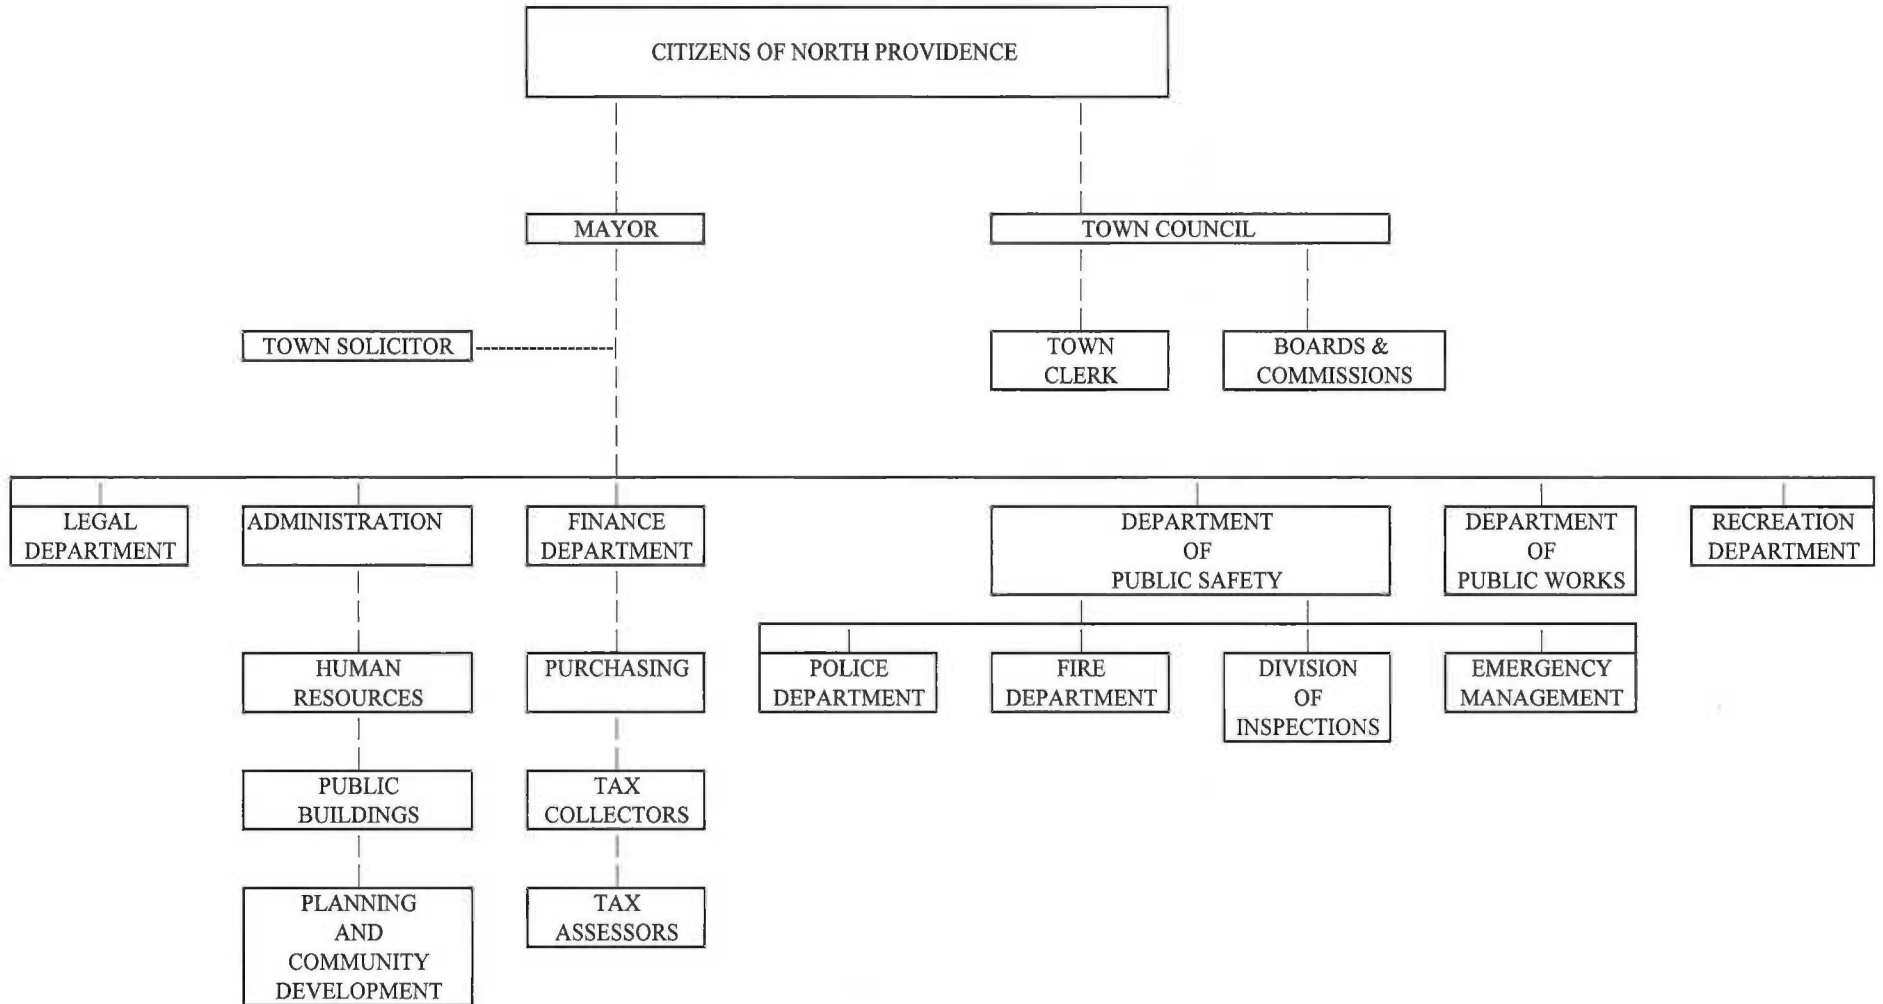 CITIZENS OF NORTH PROVIDENCE
MAYOR
TOWN COUNCIL
TOWN SOLICITOR
TOWN
CLERK
BOARDS &
COMMISSIONS
LEGAL
DEPARTMENT
ADMINISTRATION
FINANCE
DEPARTMENT
DEPARTMENT
OF
PUBLIC SAFETY
DEPARTMENT
OF
PUBLIC WORKS
RECREATION
DEPARTMENT
HUMAN
RESOURCES
PURCHASING
POLICE
DEPARTMENT
FIRE
DEPARTMENT
DIVISION
OF
INSPECTIONS
EMERGENCY
MANAGEMENT
PUBLIC
BUILDINGS
TAX
COLLECTORS
PLANNING
AND
COMMUNITY
DEVELOPMENT
TAX
ASSESSORS